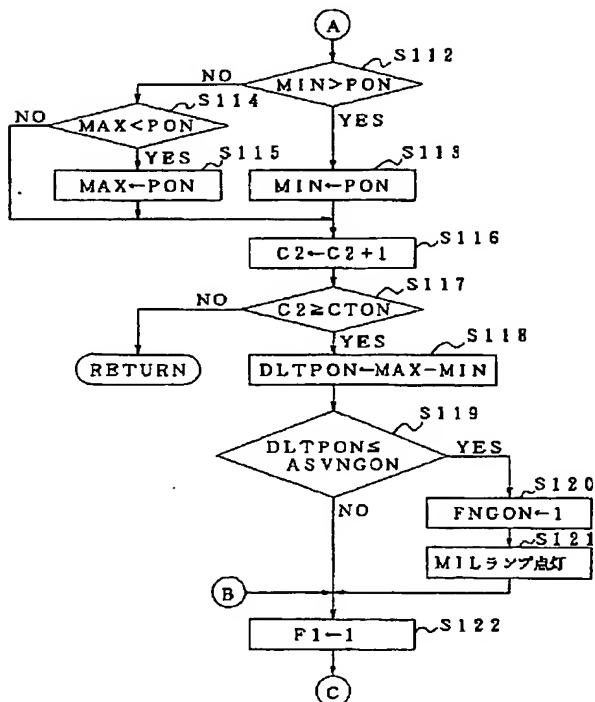 A
S112
MIN>PON
NO
YES
S114
MAX<PON
NO
YES
S115
MAX←PON
S113
MIN←PON
S116
C2←C2+1
S117
C2≧CTON
NO
YES
RETURN
S118
DLTPON←MAX-MIN
S119
DLTPON≦
ASVNGON
YES
NO
S120
FNGON←1
S121
MILランプ点灯
B
S122
F1←1
C